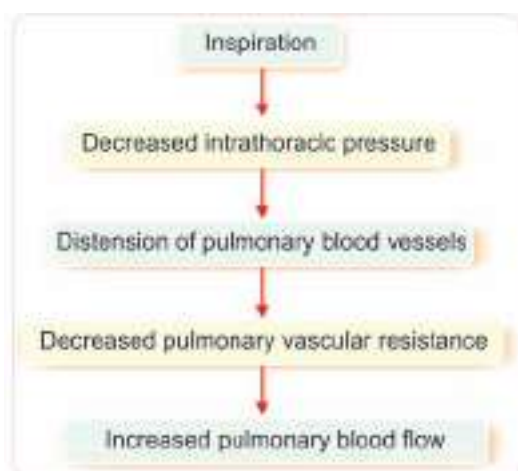 Inspiration
Decreased intrathoracic pressure
Distension of pulmonary blood vessels
Decreased pulmonary vascular resistance
Increased pulmonary blood flow